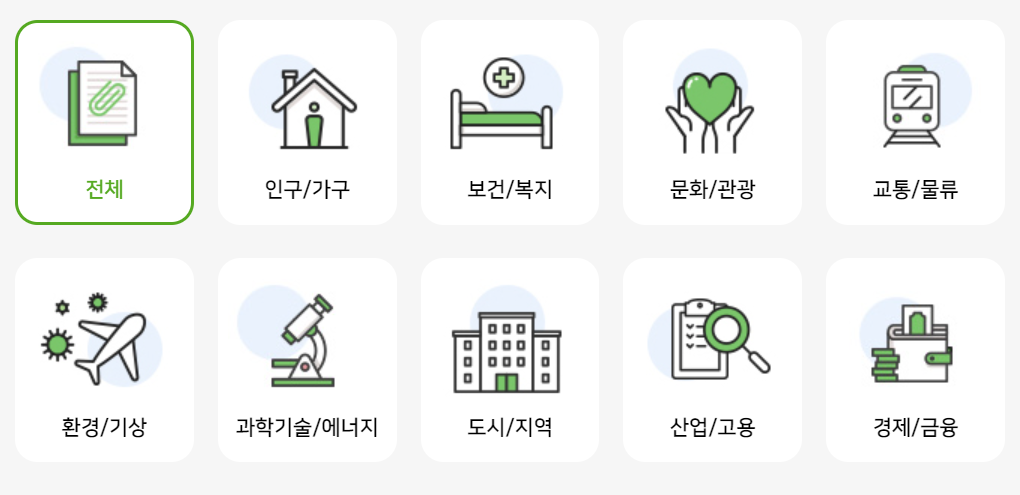 전체
인구/가구
보건/복지
문화/관광
교통/물류
환경/기상
과학기술/에너지
도시/지역
산업/고용
경제/금융